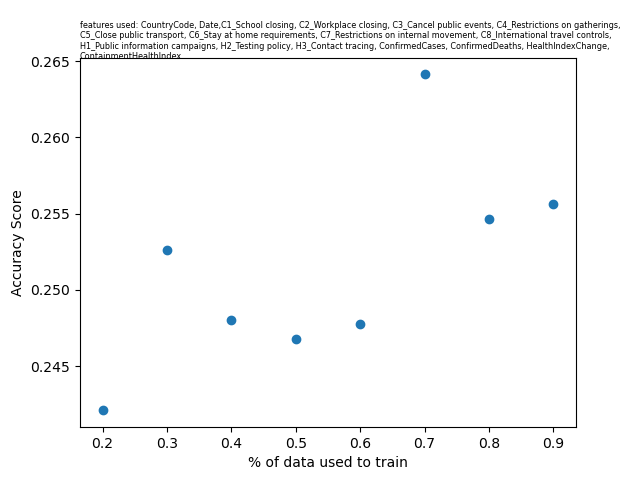 features used: CountryCode, Date,C1_School closing, C2_Workplace closing, C3_Cancel public events, C4_Restrictions on gatherings,
C5_Close public transport, C6_Stay at home requirements, C7_Restrictions on internal movement, C8_International travel controls,
H1_Public information campaigns, H2_Testing policy, H3_Contact tracing, ConfirmedCases, ConfirmedDeaths, HealthIndexChange,
ContainmentHealthIndex
0.265
0.260
0.255
0.250
0.245
Accuracy Score
0.2 0.3 0.4 0.5 0.6 0.7 0.8 0.9
% of data used to train